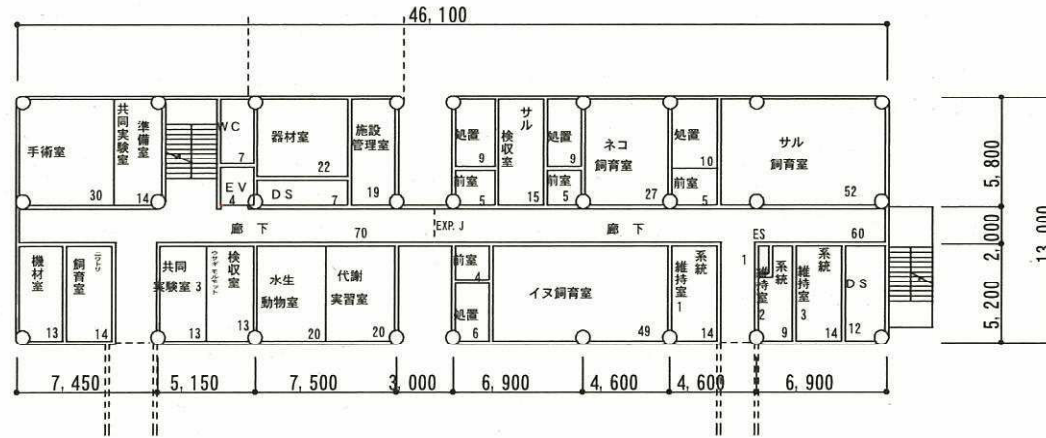 46,100
手術室
30
共同実験室
準備室
14
WC
7
EV
4
器材室
22
DS
7
施設
管理室
19
処置
9
前室
5
サル
検収室
15
処置
9
前室
5
ネコ
飼育室
27
処置
10
前室
5
サル
飼育室
52
5,800
廊下
70
EXP.J
廊下
ES
60
2,000
13,000
機材室
13
ニワトリ
飼育室
14
共同
実験室3
13
ウサギモルモット
検収室
13
水生
動物室
20
代謝
実習室
20
前室
4
処置
6
イヌ飼育室
49
系統
維持室
1
14
1
系統
維持室
2
9
系統
維持室
3
14
DS
12
5,200
7,450
5,150
7,500
3,000
6,900
4,600
4,600
6,900